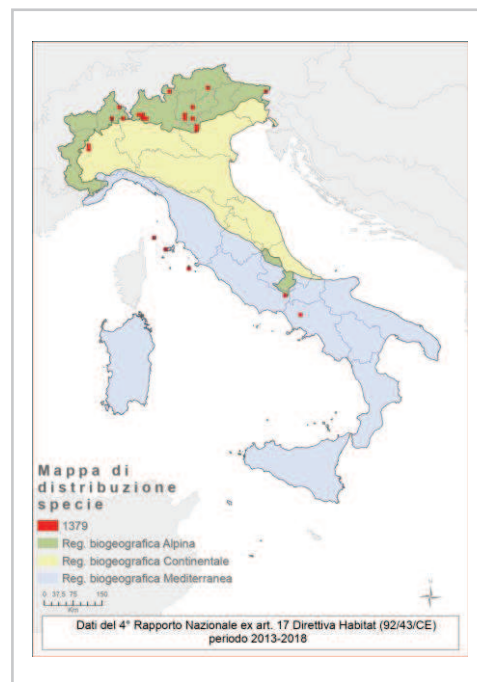 Mappa di
distribuzione
specie
1379
Reg. biogeografica Alpina
Reg. biogeografica Continentale
Reg. biogeografica Mediterranea
0 37,5 75 150
Km
N
Dati del 4° Rapporto Nazionale ex art. 17 Direttiva Habitat (92/43/CE)
periodo 2013-2018